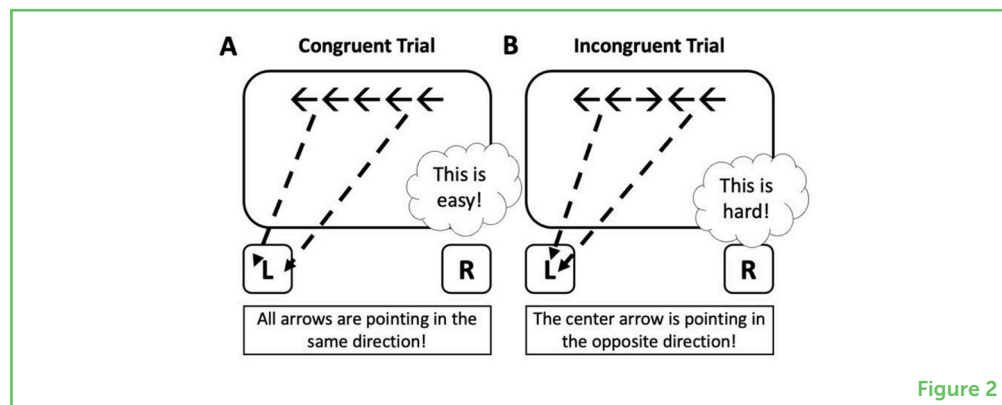 A Congruent Trial
B Incongruent Trial
This is
easy!
This is
hard!
L
R
L
R
All arrows are pointing in the
same direction!
The center arrow is pointing in
the opposite direction!
Figure 2